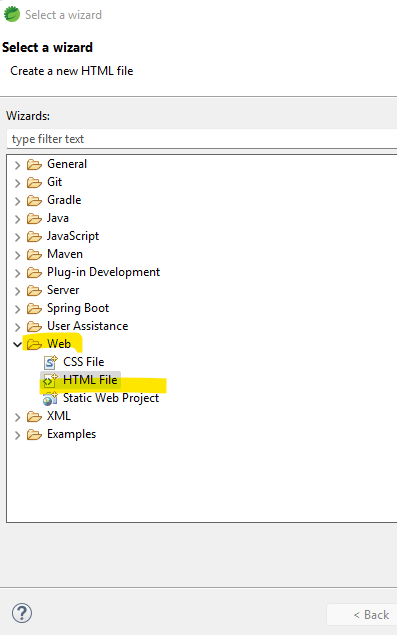 Select a wizard
Select a wizard
Create a new HTML file
Wizards:
type filter text
General
Git
Gradle
Java
JavaScript
Maven
Plug-in Development
Server
Spring Boot
User Assistance
Web
CSS File
HTML File
Static Web Project
XML
Examples
?
< Back